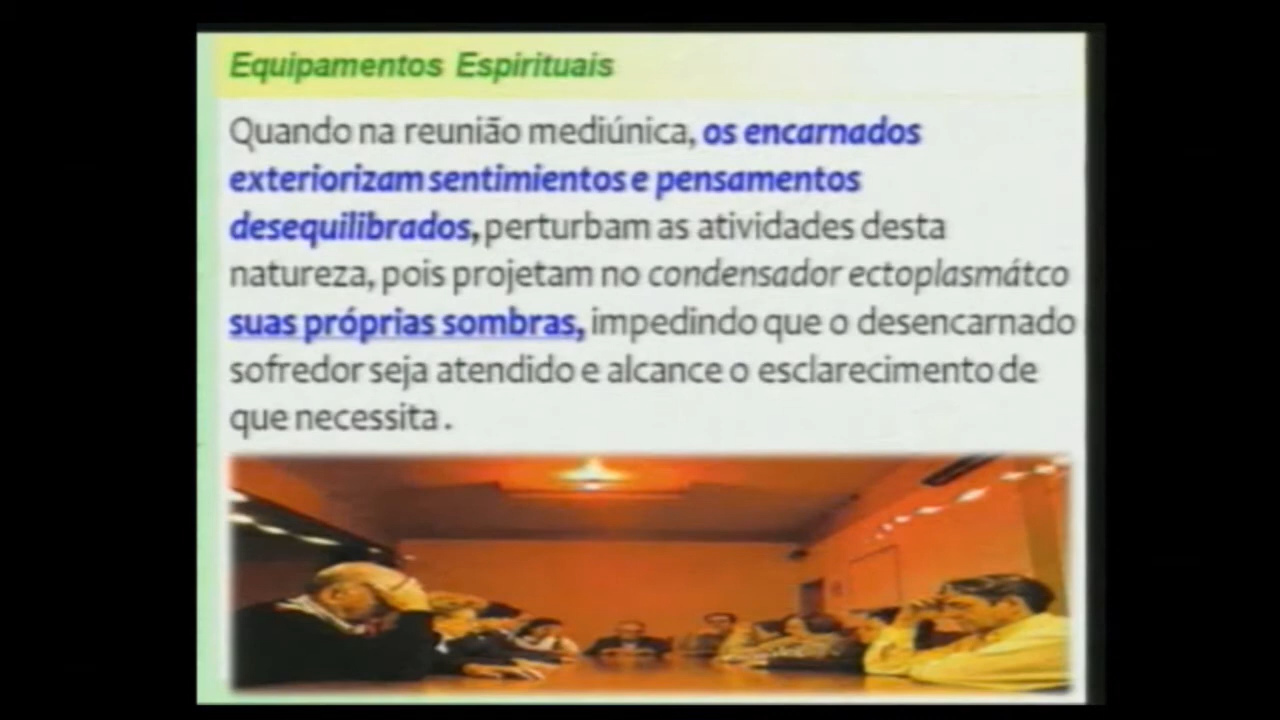 Equipamentos Espirituais
Quando na reunião mediúnica, os encarnados
exteriorizam sentimientos e pensamentos
desequilibrados, perturbam as atividades desta
natureza, pois projetam no condensador ectoplasmátco
suas próprias sombras, impedindo que o desencarnado
sofredor seja atendido e alcance o esclarecimento de
que necessita .